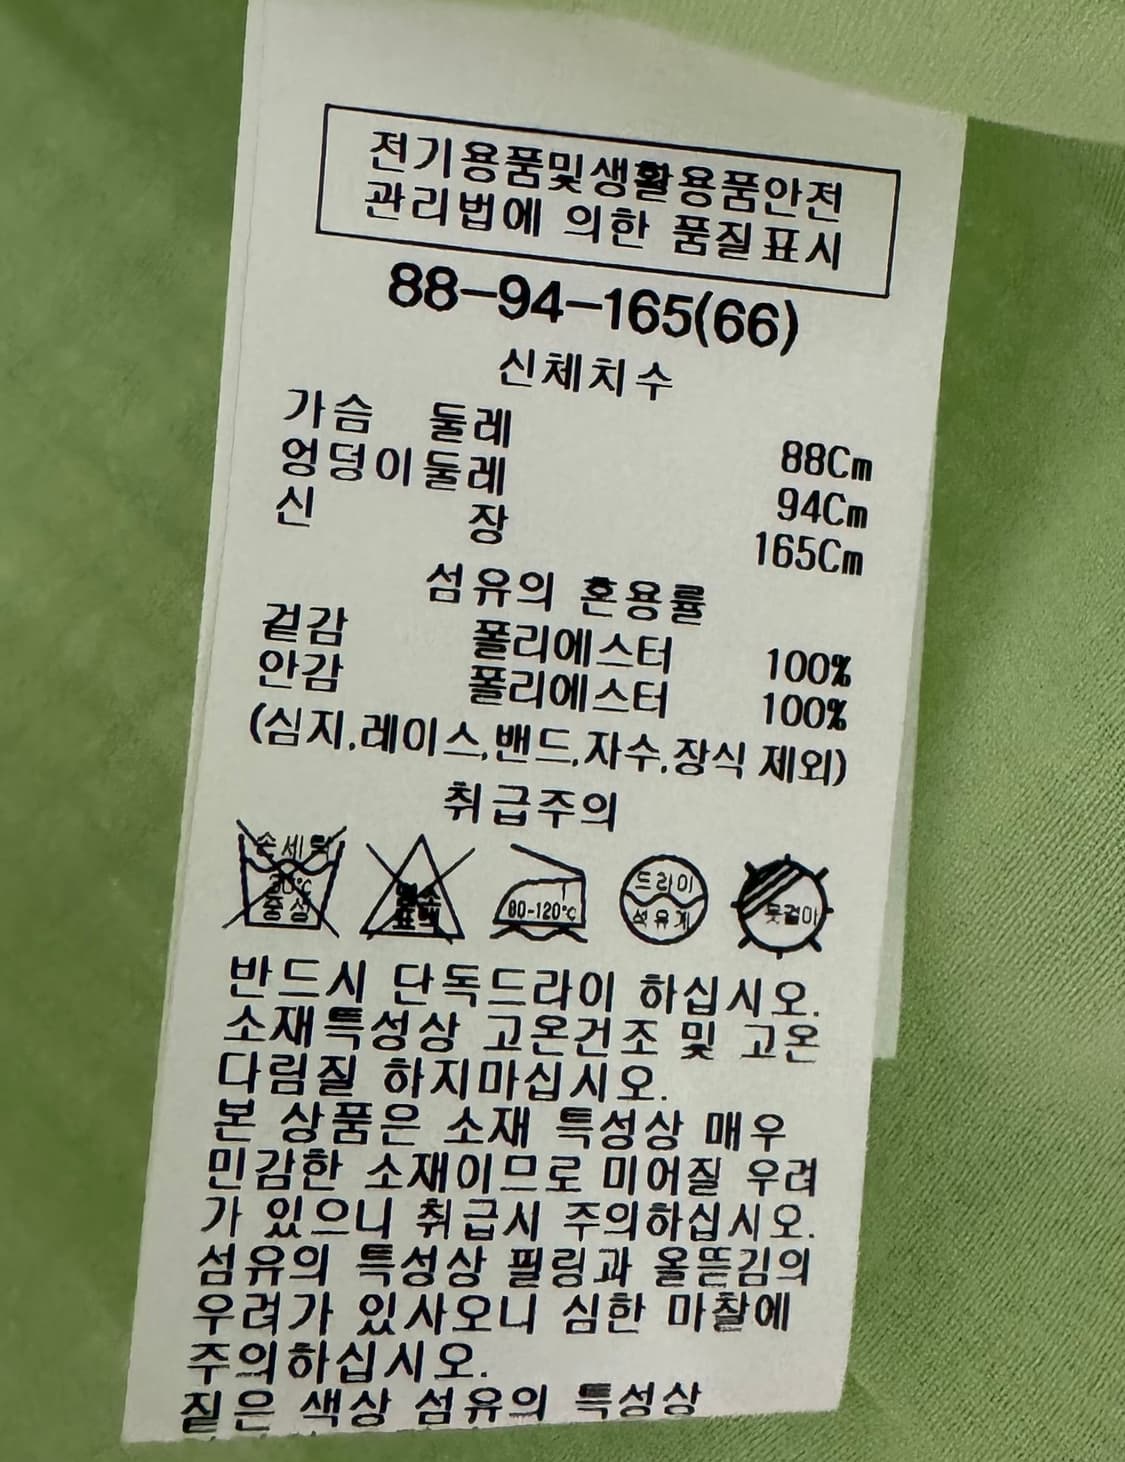 전기용품및생활용품안전
관리법에 의한 품질표시
88-94-165(66)
신체치수
가슴 둘레 88Cm
엉덩이둘레 94Cm
신 장 165Cm
섬유의 혼용률
겉감 폴리에스터 100%
안감 폴리에스터 100%
(심지,레이스,밴드,자수,장식 제외)
취급주의
손세탁
30℃
중성
염소
표백
80-120℃
드라이
석유계
옷걸이
반드시 단독드라이 하십시오.
소재특성상 고온건조 및 고온
다림질 하지마십시오.
본 상품은 소재 특성상 매우
민감한 소재이므로 미어질 우려
가 있으니 취급시 주의하십시오.
섬유의 특성상 필링과 올뜯김의
우려가 있사오니 심한 마찰에
주의하십시오.
짙은 색상 섬유의 특성상